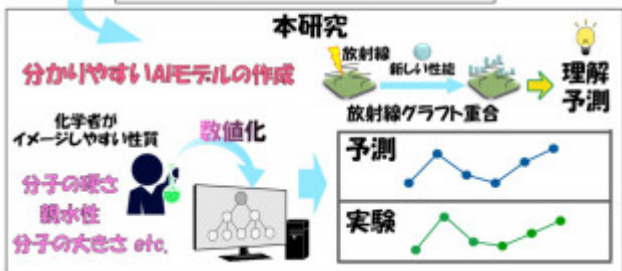 本研究
分かりやすいAIモデルの作成
放射線
新しい性能
放射線グラフト重合
理解
予測
化学者が
イメージしやすい性質
数値化
分子の硬さ
親水性
分子の大きさ etc.
予測
実験